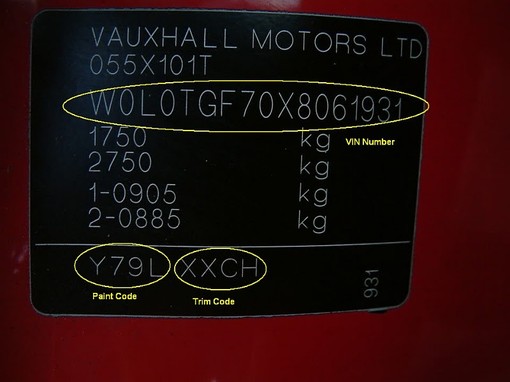 VAUXHALL MOTORS LTD
055X101T
W0L0TGF70X8061931
1750 kg VIN Number
2750 kg
1-0905 kg
2-0885 kg
Y79L XXCH 931
Paint Code Trim Code